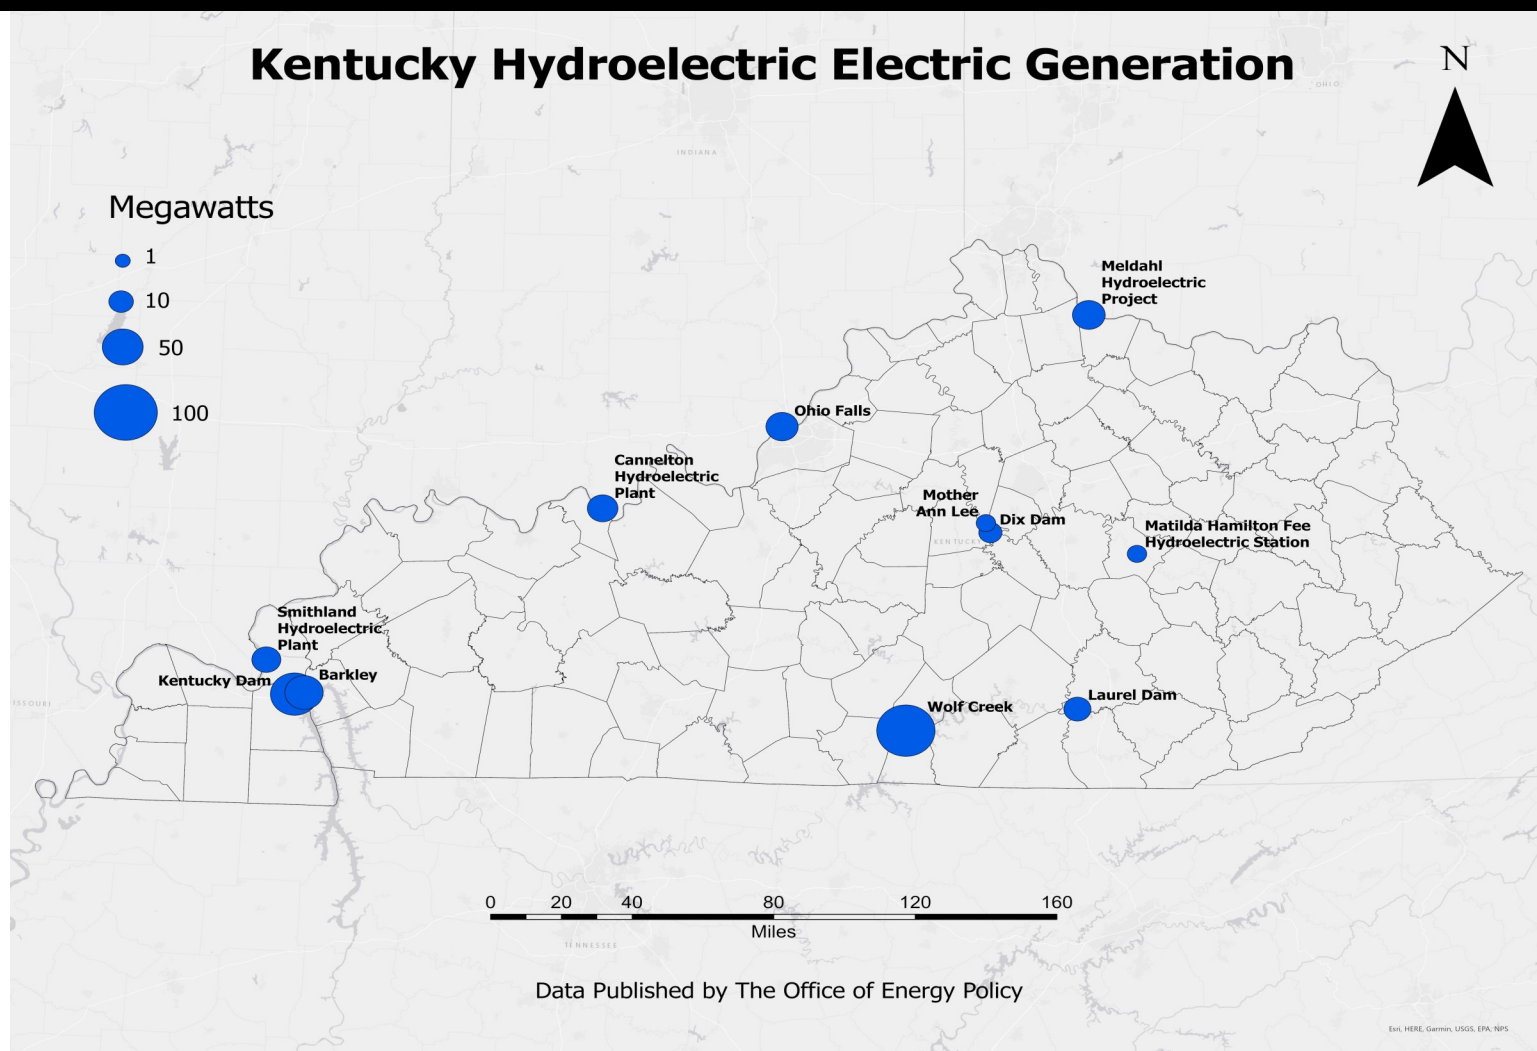 Kentucky Hydroelectric Electric Generation
N
OHIO
INDIANA
Megawatts
1
10
50
100
Meldahl
Hydroelectric
Project
Ohio Falls
Cannelton
Hydroelectric
Plant
Mother
Ann Lee
Dix Dam
KENTUCKY
Matilda Hamilton Fee
Hydroelectric Station
Smithland
Hydroelectric
Plant
Kentucky Dam
Barkley
Laurel Dam
Wolf Creek
ISSOURI
0 20 40 80 120 160
Miles
TENNESSEE
Data Published by The Office of Energy Policy
Esri, HERE, Garmin, USGS, EPA, NPS